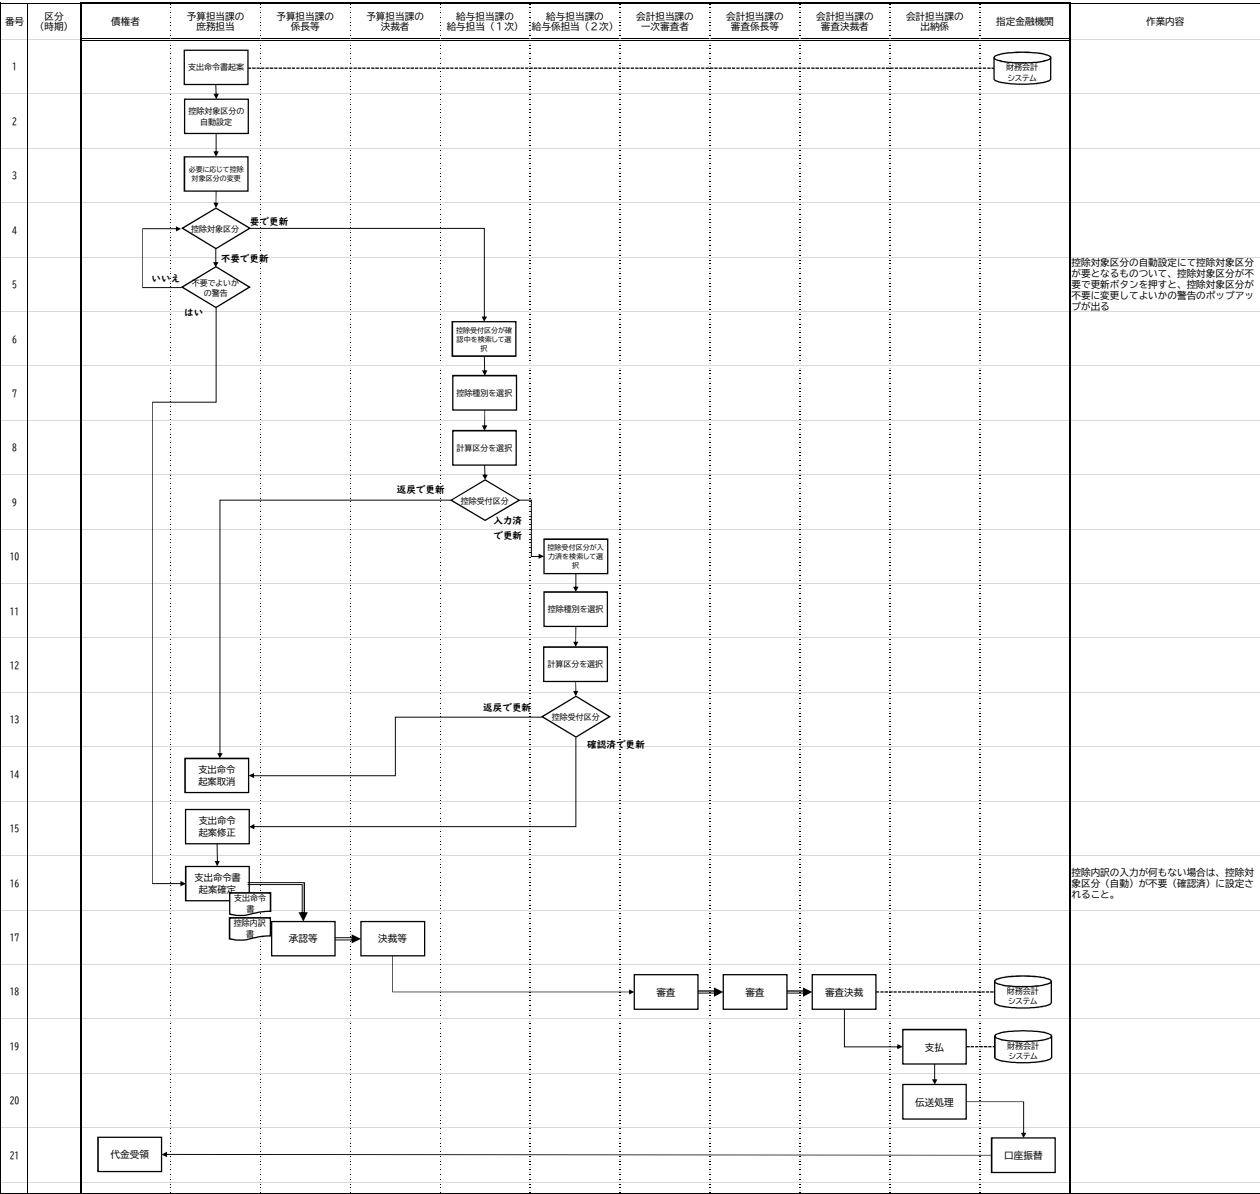 番号
区分
（時期）
債権者
予算担当課の
庶務担当
予算担当課の
係長等
予算担当課の
決裁者
給与担当課の
給与担当（１次）
給与担当課の
給与係担当（２次）
会計担当課の
一次審査者
会計担当課の
審査係長等
会計担当課の
審査決裁者
会計担当課の
出納係
指定金融機関
作業内容
1
支出命令書起案
財務会計
システム
2
控除対象区分の
自動設定
3
必要に応じて控除
対象区分の変更
4
控除対象区分
要で更新
不要で更新
5
いいえ
不要でよいか
の警告
はい
控除対象区分の自動設定にて控除対象区分
が要となるものついて、控除対象区分が不
要で更新ボタンを押すと、控除対象区分が
不要に変更してよいかの警告のポップアッ
プが出る
6
控除受付区分が確
認中を検索して選
択
7
控除種別を選択
8
計算区分を選択
9
返戻で更新
控除受付区分
入力済
で更新
10
控除受付区分が入
力済を検索して選
択
11
控除種別を選択
12
計算区分を選択
13
返戻で更新
控除受付区分
確認済で更新
14
支出命令
起案取消
15
支出命令
起案修正
16
支出命令書
起案確定
支出命令
書
控除内訳の入力が何もない場合は、控除対
象区分（自動）が不要（確認済）に設定さ
れること。
17
控除内訳
書
承認等
決裁等
18
審査
審査
審査決裁
財務会計
システム
19
支払
財務会計
システム
20
伝送処理
21
代金受領
口座振替